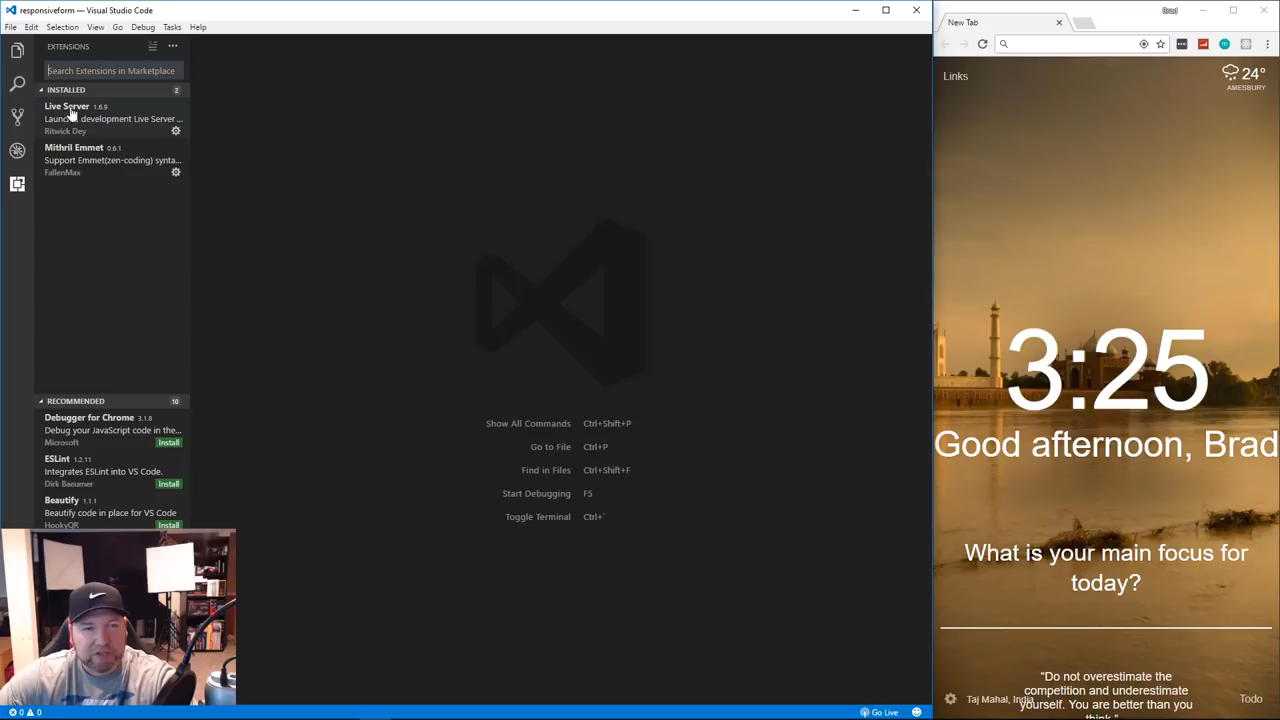 responsiveform — Visual Studio Code
File Edit Selection View Go Debug Tasks Help
EXTENSIONS
Search Extensions in Marketplace
INSTALLED 2
Live Server 1.6.9
development Live Server ...
Ritwick Dey
Mithril Emmet 0.6.1
Support Emmet(zen-coding) synta...
FallenMax
RECOMMENDED 10
Debugger for Chrome 3.1.8
Debug your JavaScript code in the...
Microsoft Install
ESLint 1.2.11
Integrates ESLint into VS Code.
Dirk Baeumer Install
Beautify 1.1.1
Beautify code in place for VS Code
HookyQR Install
Show All Commands Ctrl+Shift+P
Go to File Ctrl+P
Find in Files Ctrl+Shift+F
Start Debugging F5
Toggle Terminal Ctrl+`
0 0
Go Live
Brad
New Tab
Links
24°
AMESBURY
3:25
Good afternoon, Brad
What is your main focus for
today?
“Do not overestimate the
competition and underestimate
yourself. You are better than you
think.”
Taj Mahal, India
Todo